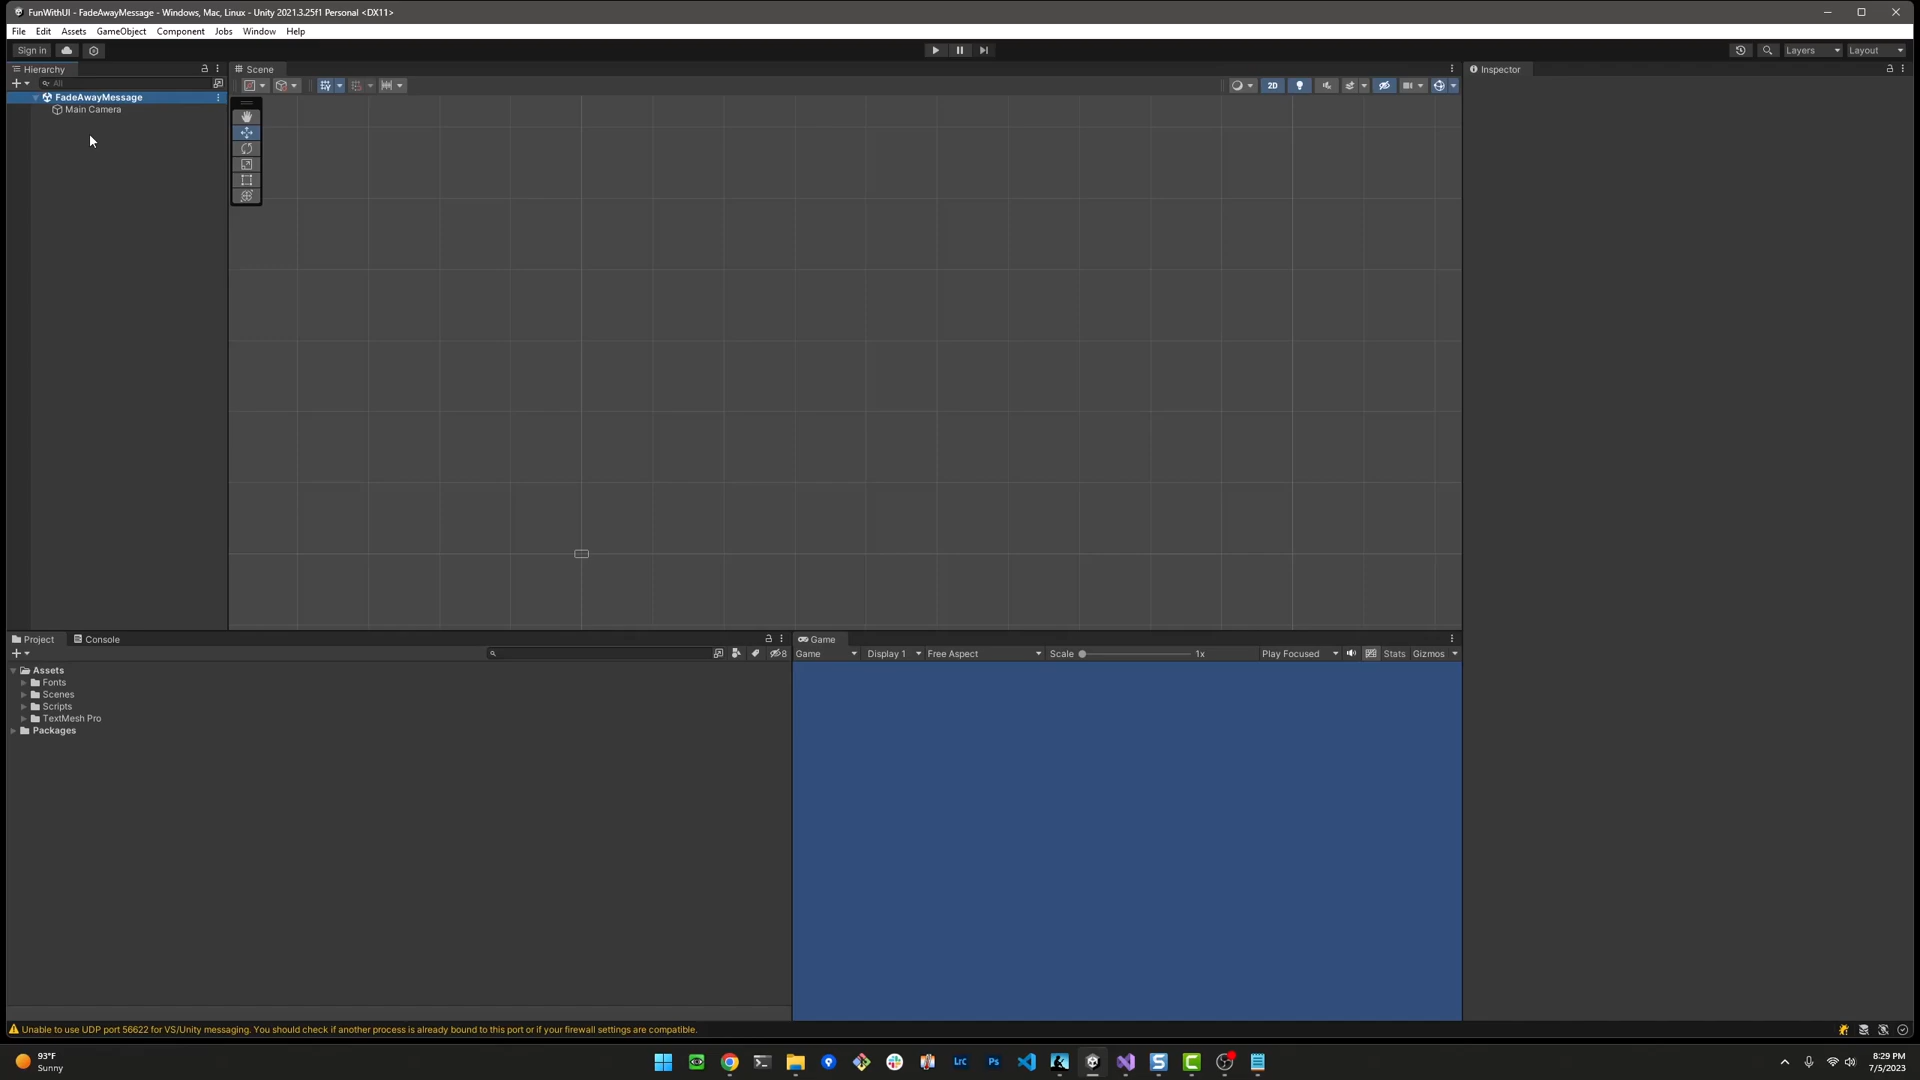 FunWithUI - FadeAwayMessage - Windows, Mac, Linux - Unity 2021.3.25f1 Personal <DX11>
File Edit Assets GameObject Component Jobs Window Help
Sign in
Layers
Layout
Hierarchy
All
FadeAwayMessage
Main Camera
Scene
2D
Inspector
Project
Console
8
Assets
Fonts
Scenes
Scripts
TextMesh Pro
Packages
Game
Game Display 1 Free Aspect Scale 1x Play Focused Stats Gizmos
Unable to use UDP port 56622 for VS/Unity messaging. You should check if another process is already bound to this port or if your firewall settings are compatible.
93°F
Sunny
Lrc
Ps
8:29 PM
7/5/2023